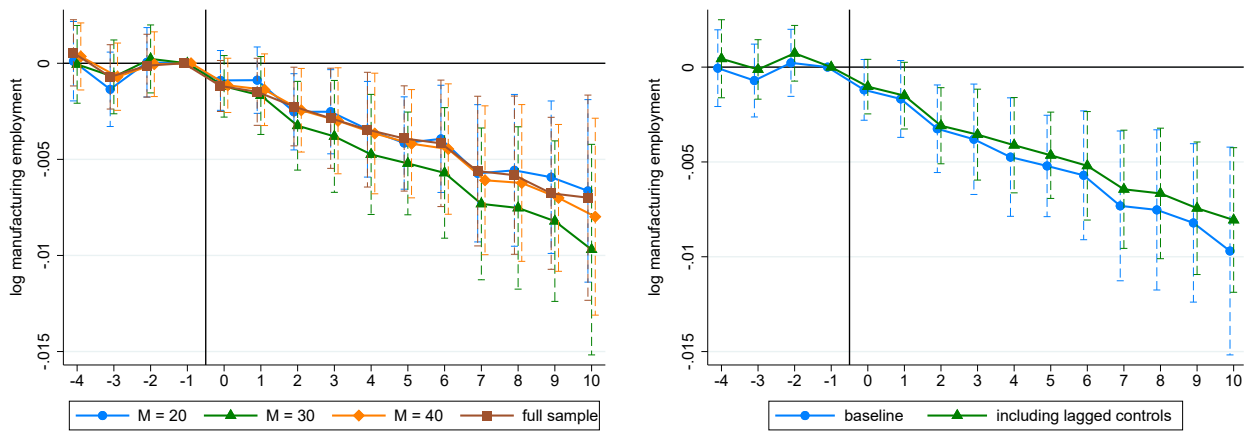 log manufacturing employment
0
-.005
-.01
-.015
-4 -3 -2 -1 0 1 2 3 4 5 6 7 8 9 10
M = 20 M = 30 M = 40 full sample
log manufacturing employment
0
-.005
-.01
-.015
-4 -3 -2 -1 0 1 2 3 4 5 6 7 8 9 10
baseline including lagged controls